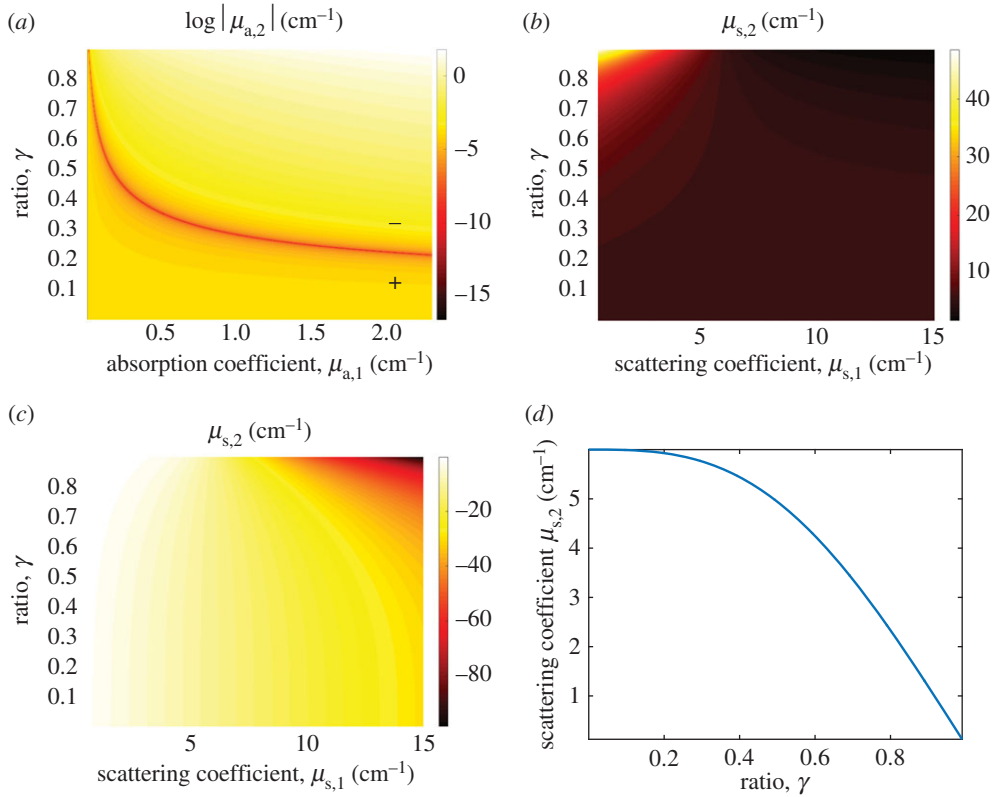 (a)
log |μa,2| (cm−1)
ratio, γ
0.8
0.7
0.6
0.5
0.4
0.3
0.2
0.1
−
+
0
−5
−10
−15
0.5 1.0 1.5 2.0
absorption coefficient, μa,1 (cm−1)
(b)
μs,2 (cm−1)
ratio, γ
0.8
0.7
0.6
0.5
0.4
0.3
0.2
0.1
40
30
20
10
5 10 15
scattering coefficient, μs,1 (cm−1)
(c)
μs,2 (cm−1)
ratio, γ
0.8
0.7
0.6
0.5
0.4
0.3
0.2
0.1
−20
−40
−60
−80
5 10 15
scattering coefficient, μs,1 (cm−1)
(d)
scattering coefficient μs,2 (cm−1)
5
4
3
2
1
0.2 0.4 0.6 0.8
ratio, γ